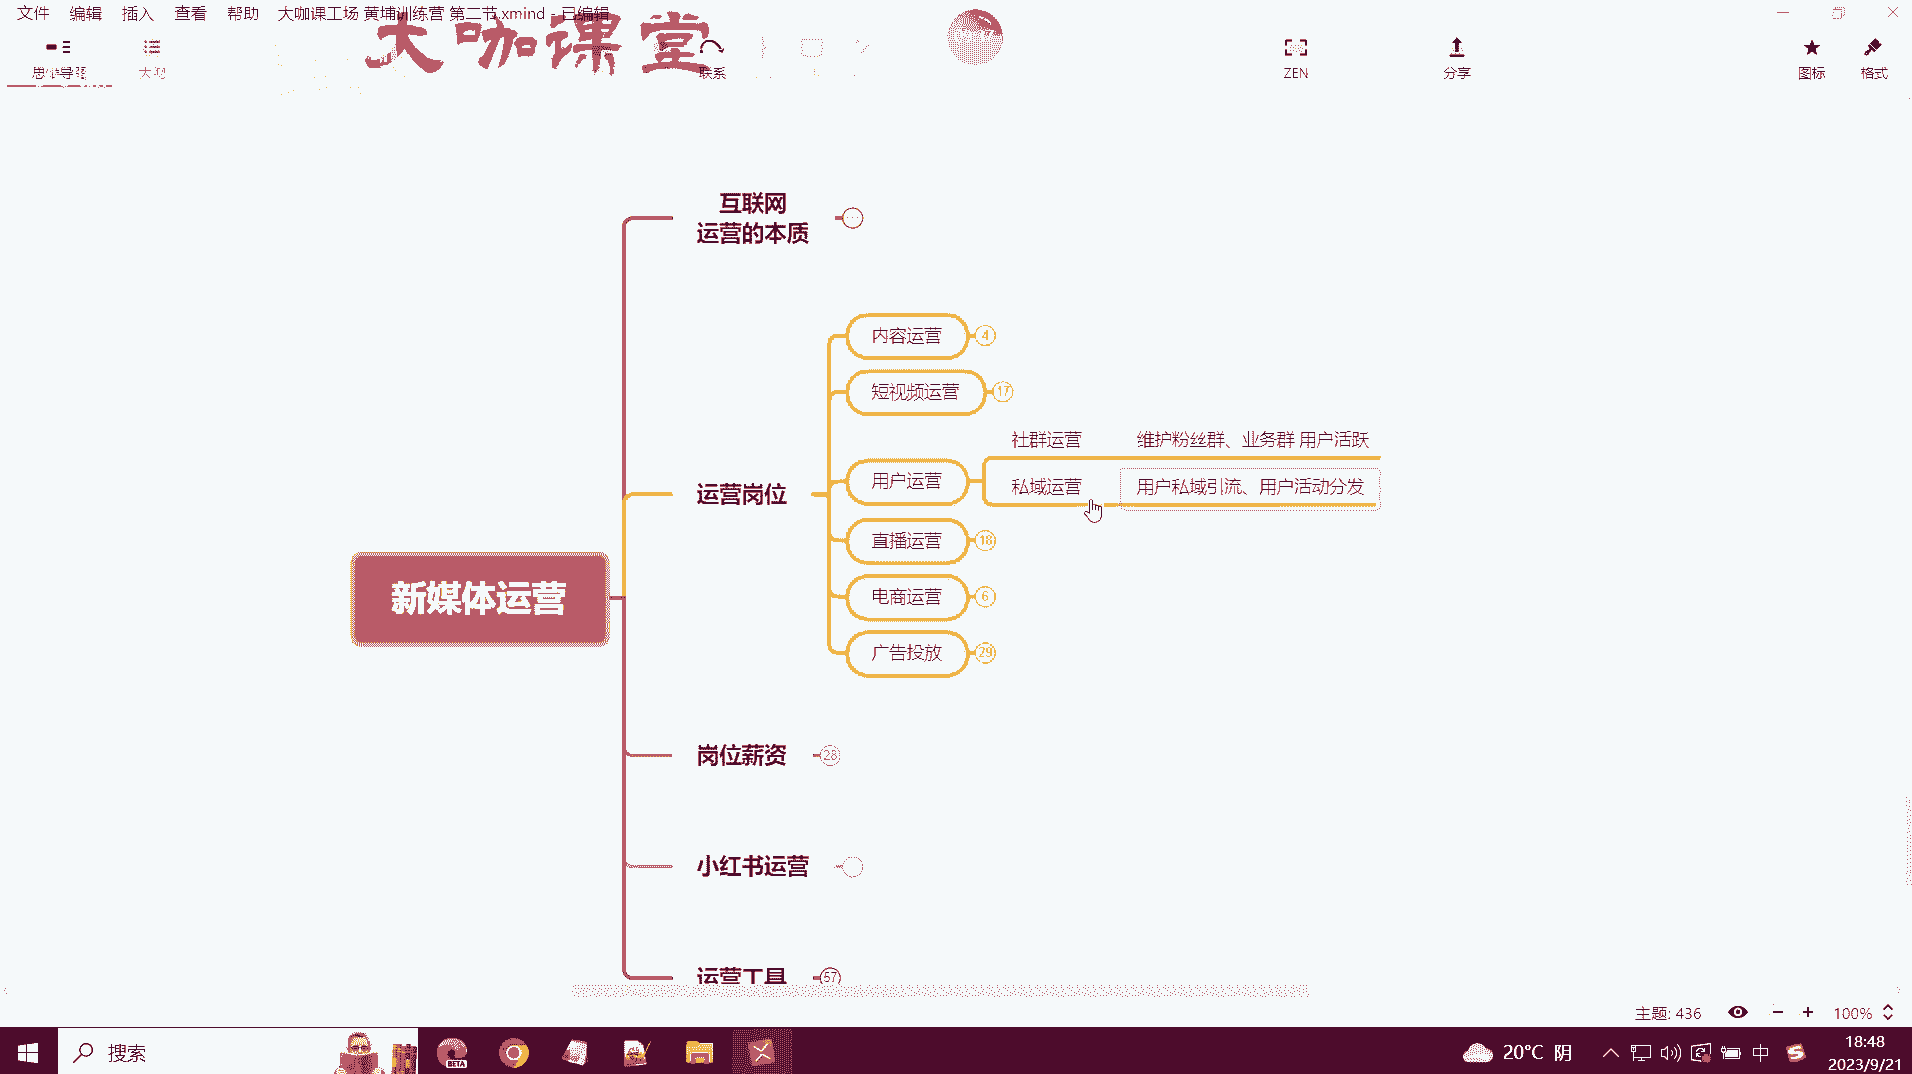 文件 编辑 插入 查看 帮助 大咖课工场 黄埔训练营 第二节.xmind - 已编辑
大咖课堂
思维导图 大纲 联系 ZEN 分享 图标 格式
互联网
运营的本质
内容运营 4
短视频运营 17
社群运营 维护粉丝群、业务群 用户活跃
用户运营
私域运营 用户私域引流、用户活动分发
运营岗位
直播运营 18
电商运营 6
新媒体运营
广告投放 29
岗位薪资 28
小红书运营
运营工具 57
主题: 436 100%
搜索 BETA 20°C 阴 中 18:48
2023/9/21